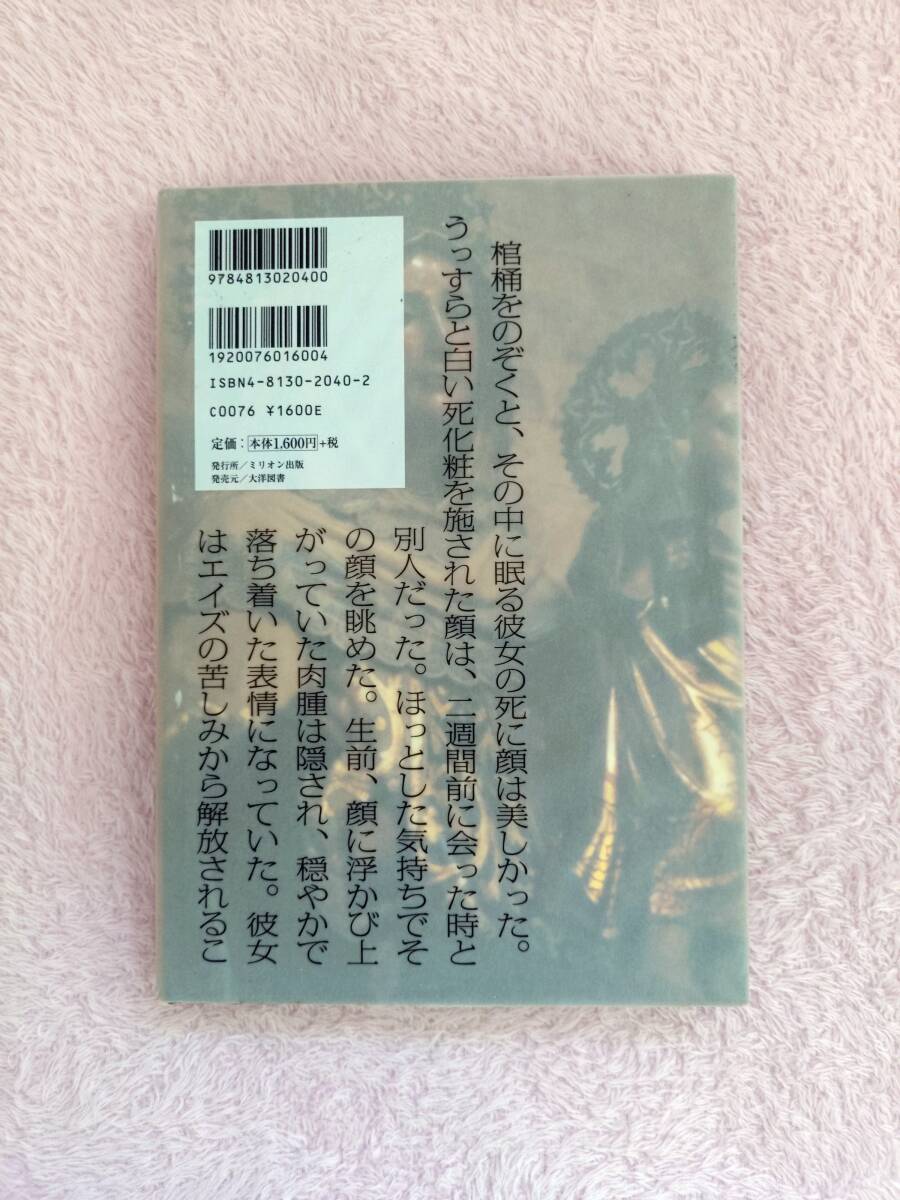 9784813020400
1920076016004
ISBN4-8130-2040-2
C0076 ¥1600E
定価：本体1,600円+税
発行所／ミリオン出版
発売元／大洋図書
棺桶をのぞくと、その中に眠る彼女の死に顔は美しかった。
うっすらと白い死化粧を施された顔は、二週間前に会った時と
別人だった。ほっとした気持ちでそ
の顔を眺めた。生前、顔に浮かび上
がっていた肉腫は隠され、穏やかで
落ち着いた表情になっていた。彼女
はエイズの苦しみから解放されるこ